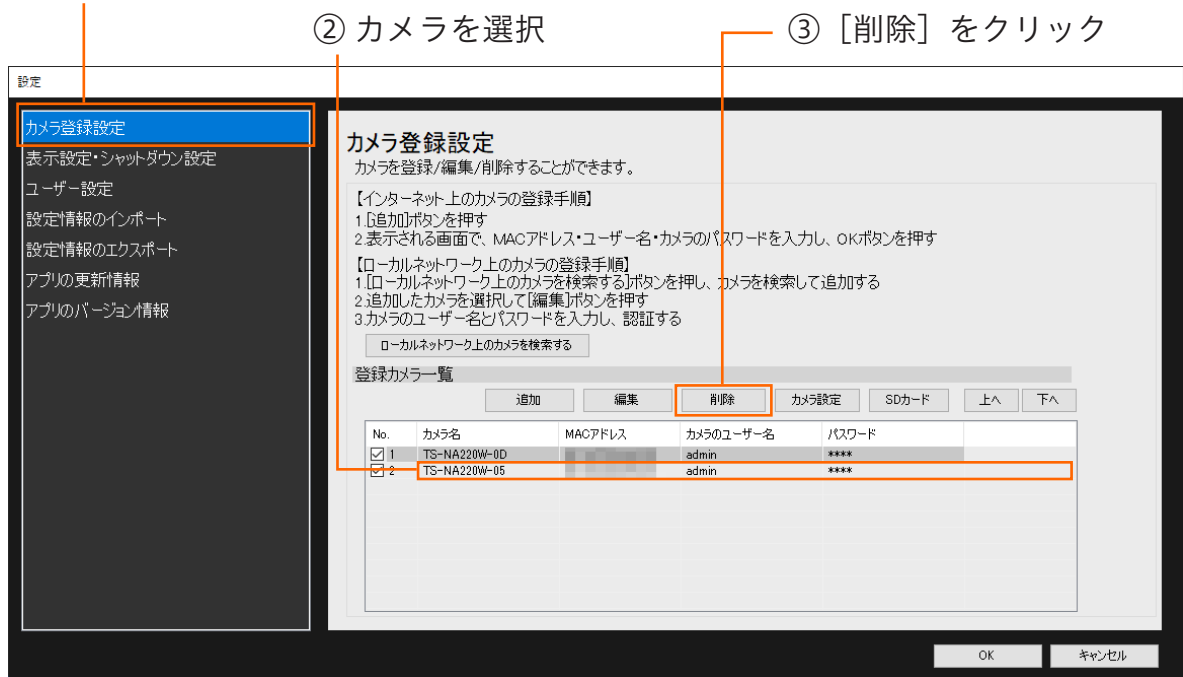 ② カメラを選択
③［削除］をクリック
設定
カメラ登録設定
表示設定・シャットダウン設定
ユーザー設定
設定情報のインポート
設定情報のエクスポート
アプリの更新情報
アプリのバージョン情報
カメラ登録設定
カメラを登録/編集/削除することができます。
【インターネット上のカメラの登録手順】
1.[追加]ボタンを押す
2.表示される画面で、MACアドレス・ユーザー名・カメラのパスワードを入力し、OKボタンを押す
【ローカルネットワーク上のカメラの登録手順】
1.[ローカルネットワーク上のカメラを検索する]ボタンを押し、カメラを検索して追加する
2.追加したカメラを選択して[編集]ボタンを押す
3.カメラのユーザー名とパスワードを入力し、認証する
ローカルネットワーク上のカメラを検索する
登録カメラ一覧
追加 編集 削除 カメラ設定 SDカード 上へ 下へ
No. カメラ名 MACアドレス カメラのユーザー名 パスワード
1 TS-NA220W-0D admin ****
2 TS-NA220W-05 admin ****
OK キャンセル